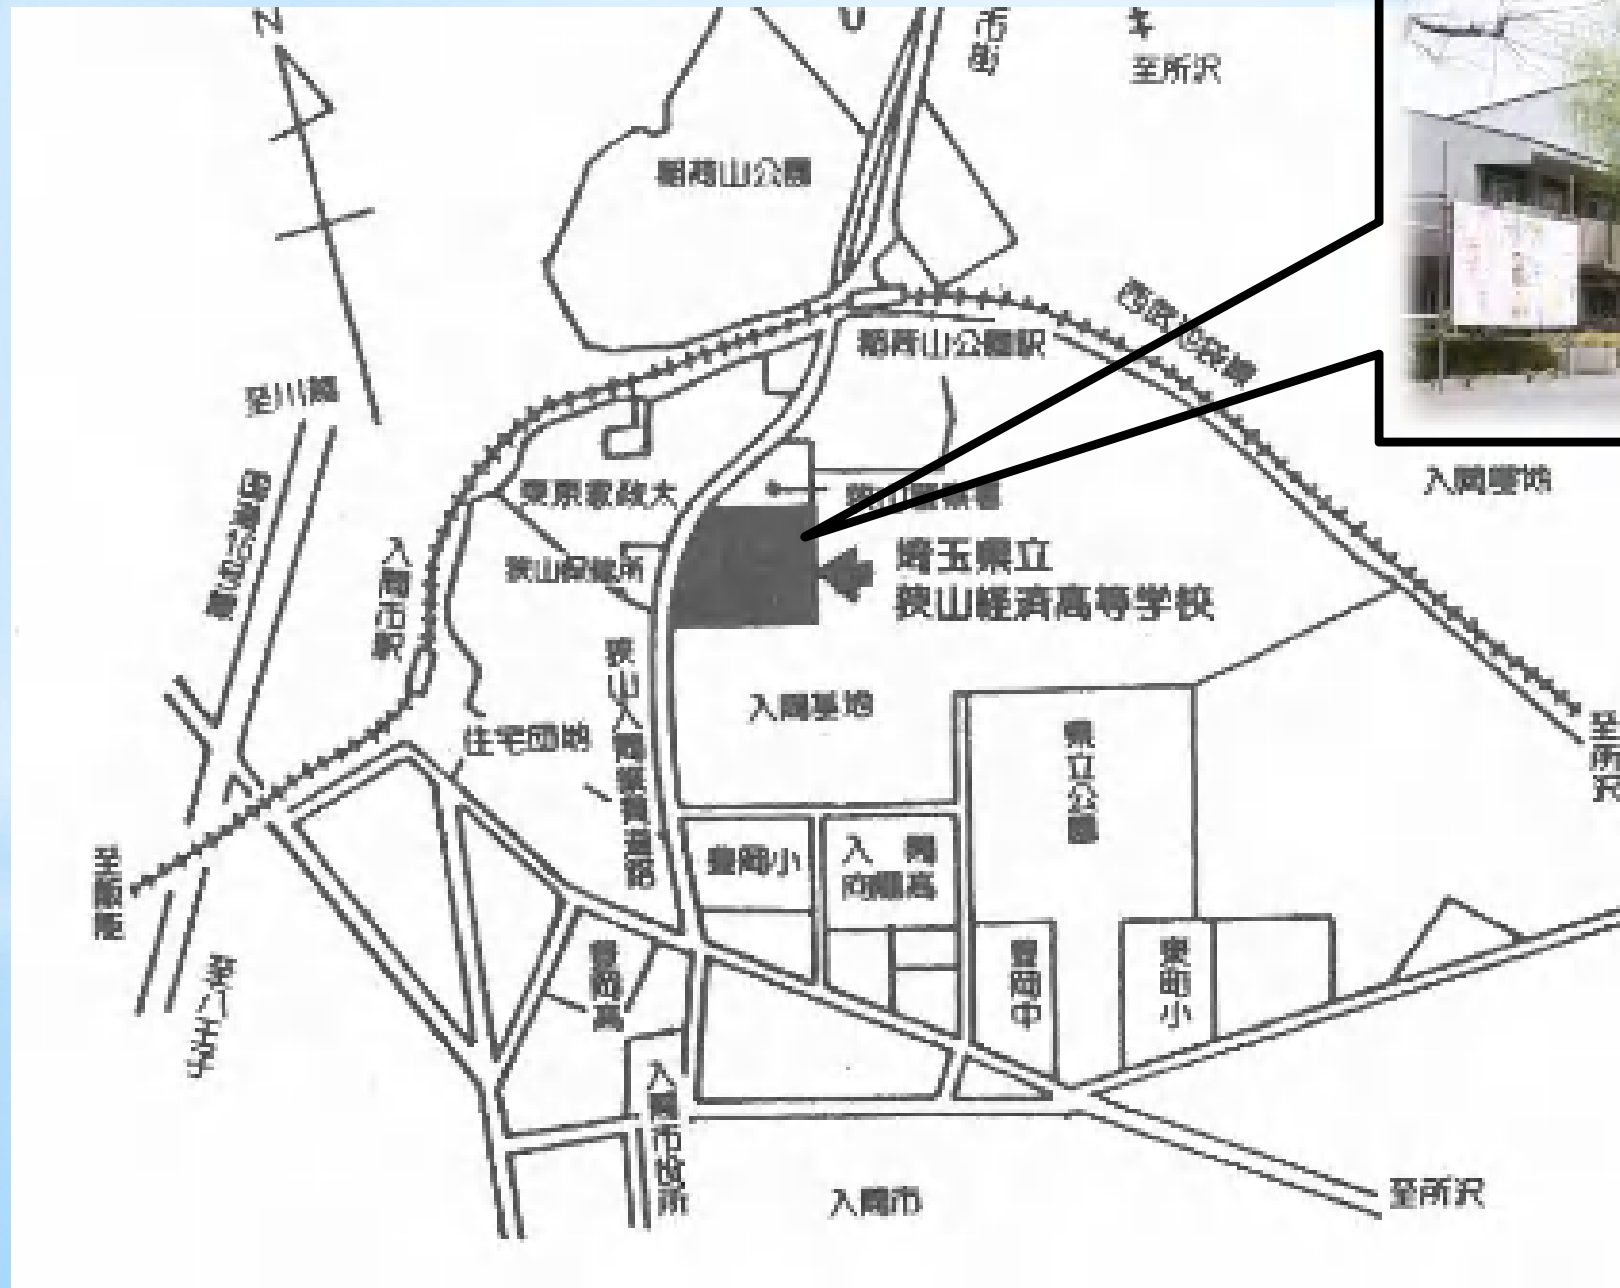 N
市街
至所沢
稲荷山公園
西武池袋線
稲荷山公園駅
至川越
入間基地
東京家政大
狭山警察署
入間市駅
狭山保健所
埼玉県立
狭山経済高等学校
入間基地
住宅団地
県立公園
至所沢
豊岡小
入間
向陽高
至飯能
豊岡高
豊岡中
東町小
至八王子
入間市役所
入間市
至所沢